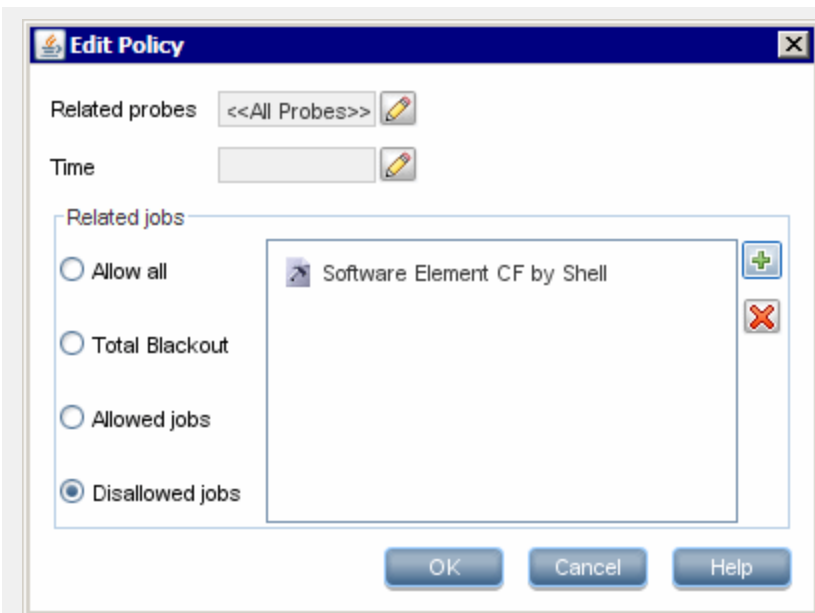 Edit Policy
Related probes <<All Probes>>
Time
Related jobs
Allow all
Software Element CF by Shell
Total Blackout
Allowed jobs
Disallowed jobs
OK Cancel Help